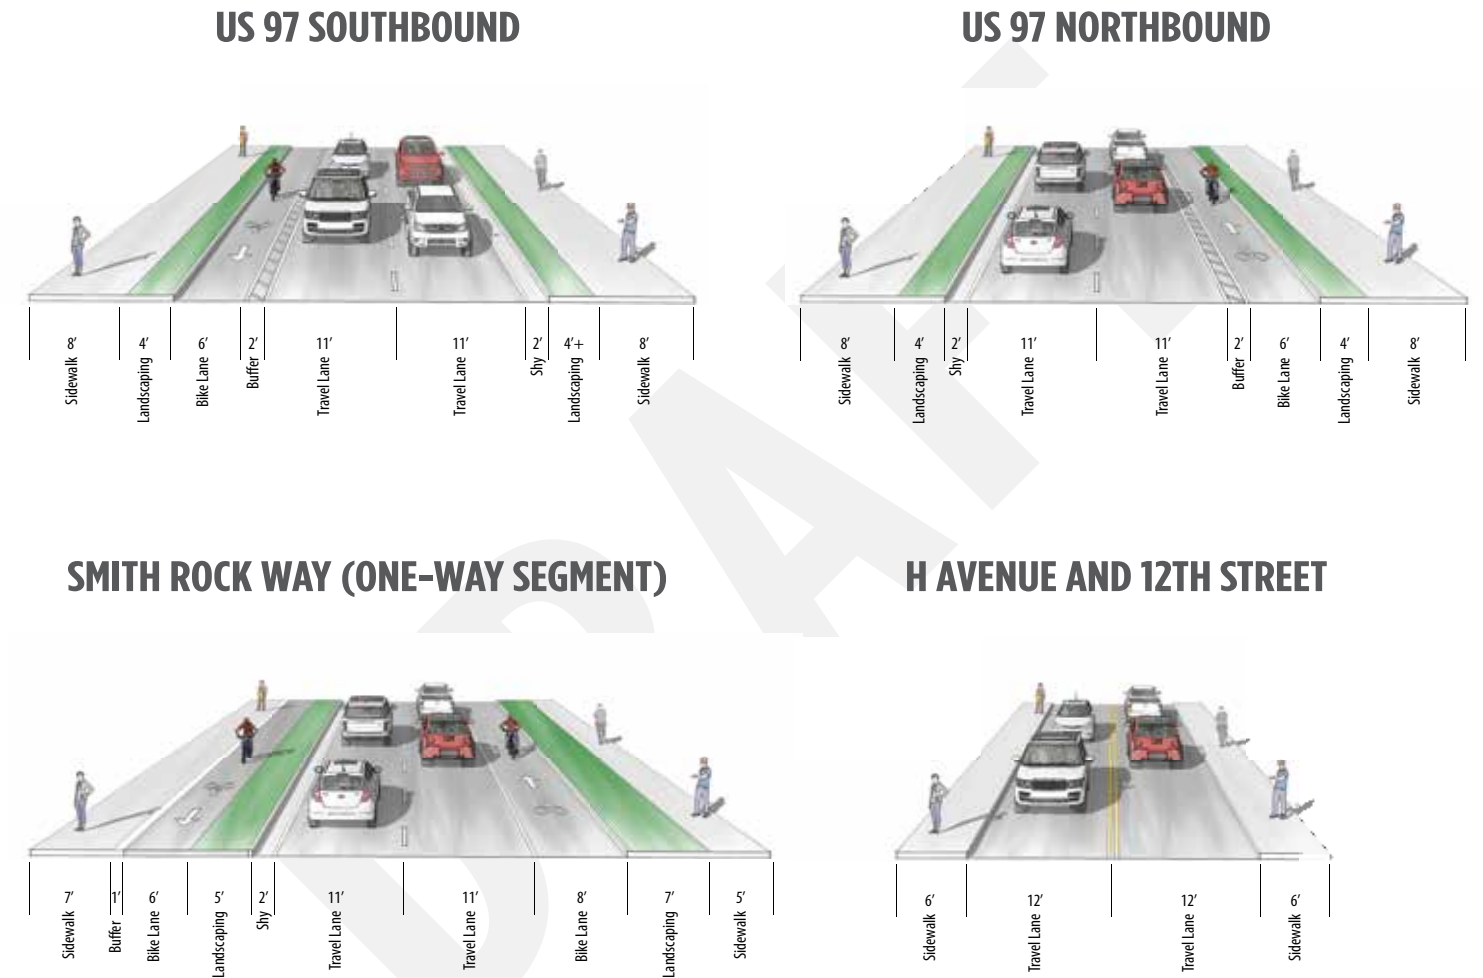 US 97 SOUTHBOUND
8’ 4’ 6’ 2’ 11’ 11’ 2’ 4’+ 8’
Sidewalk Landscaping Bike Lane Buffer Travel Lane Travel Lane Shy Landscaping Sidewalk
US 97 NORTHBOUND
8’ 4’ 2’ 11’ 11’ 2’ 6’ 4’ 8’
Sidewalk Landscaping Shy Travel Lane Travel Lane Buffer Bike Lane Landscaping Sidewalk
SMITH ROCK WAY (ONE-WAY SEGMENT)
7’ 1’ 6’ 5’ 2’ 11’ 11’ 8’ 7’ 5’
Sidewalk Buffer Bike Lane Landscaping Shy Travel Lane Travel Lane Bike Lane Landscaping Sidewalk
H AVENUE AND 12TH STREET
6’ 12’ 12’ 6’
Sidewalk Travel Lane Travel Lane Sidewalk
DRAFT